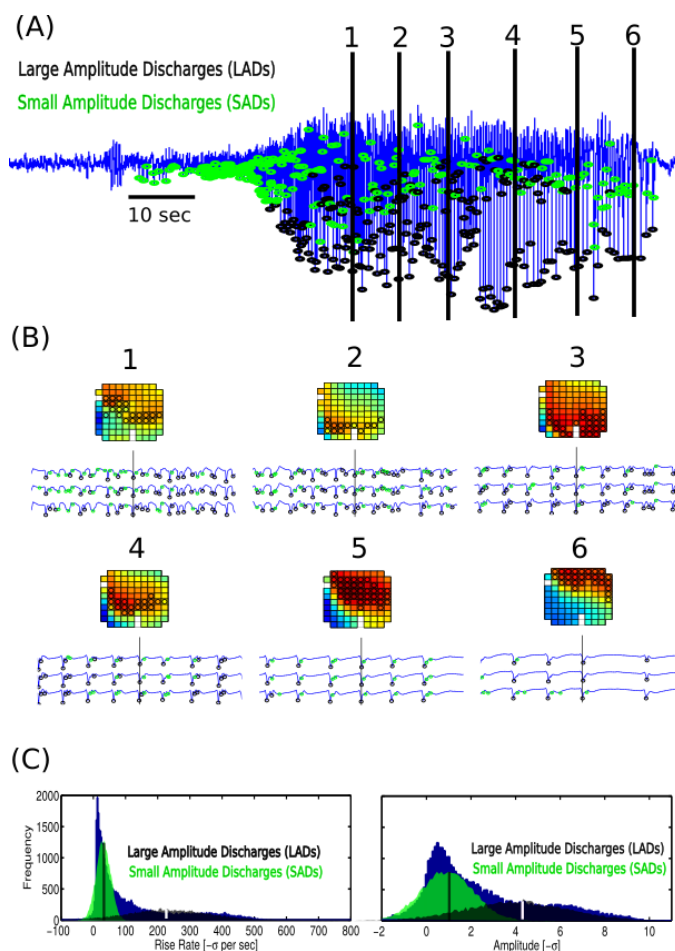 (A)
1 2 3 4 5 6
Large Amplitude Discharges (LADs)
Small Amplitude Discharges (SADs)
10 sec
(B)
1 2 3
4 5 6
(C)
2000
1500
1000
500
0
Frequency
Large Amplitude Discharges (LADs)
Small Amplitude Discharges (SADs)
-100 0 100 200 300 400 500 600 700 800
Rise Rate [-σ per sec]
Large Amplitude Discharges (LADs)
Small Amplitude Discharges (SADs)
-2 0 2 4 6 8 10
Amplitude [-σ]